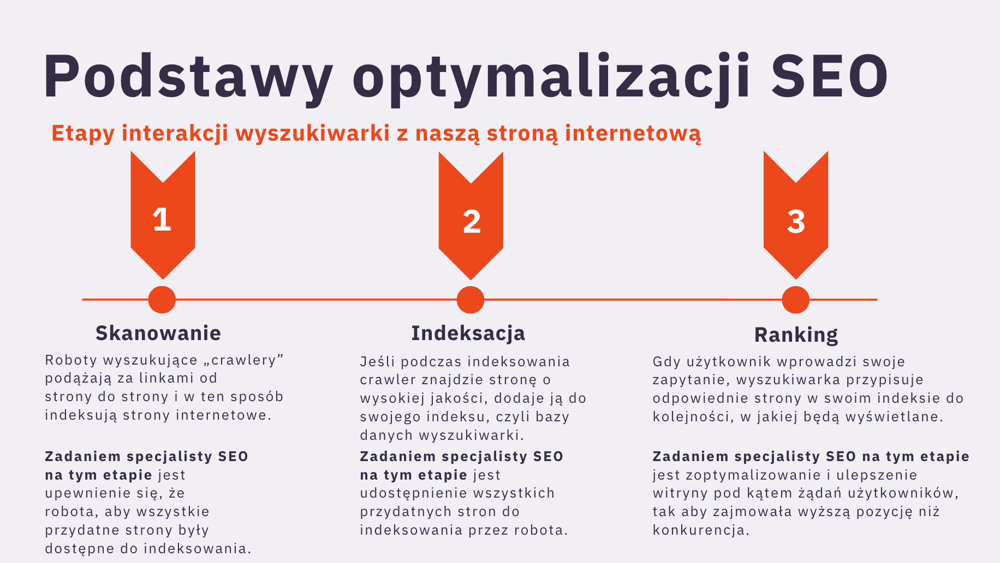 Podstawy optymalizacji SEO
Etapy interakcji wyszukiwarki z naszą stroną internetową
1
2
3
Skanowanie
Roboty wyszukujące „crawlery”
podążają za linkami od
strony do strony i w ten sposób
indeksują strony internetowe.
Zadaniem specjalisty SEO
na tym etapie jest
upewnienie się, że
robota, aby wszystkie
przydatne strony były
dostępne do indeksowania.
Indeksacja
Jeśli podczas indeksowania
crawler znajdzie stronę o
wysokiej jakości, dodaje ją do
swojego indeksu, czyli bazy
danych wyszukiwarki.
Zadaniem specjalisty SEO
na tym etapie jest
udostępnienie wszystkich
przydatnych stron do
indeksowania przez robota.
Ranking
Gdy użytkownik wprowadzi swoje
zapytanie, wyszukiwarka przypisuje
odpowiednie strony w swoim indeksie do
kolejności, w jakiej będą wyświetlane.
Zadaniem specjalisty SEO na tym etapie
jest zoptymalizowanie i ulepszenie
witryny pod kątem żądań użytkowników,
tak aby zajmowała wyższą pozycję niż
konkurencja.